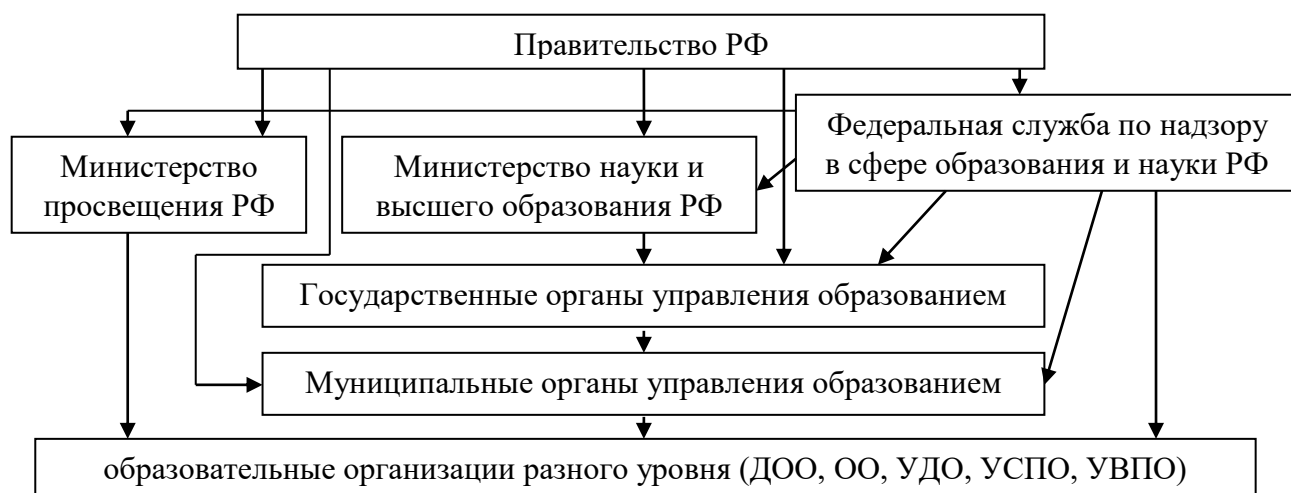 Правительство РФ
Федеральная служба по надзору
в сфере образования и науки РФ
Министерство
просвещения РФ
Министерство науки и
высшего образования РФ
Государственные органы управления образованием
Муниципальные органы управления образованием
образовательные организации разного уровня (ДОО, ОО, УДО, УСПО, УВПО)